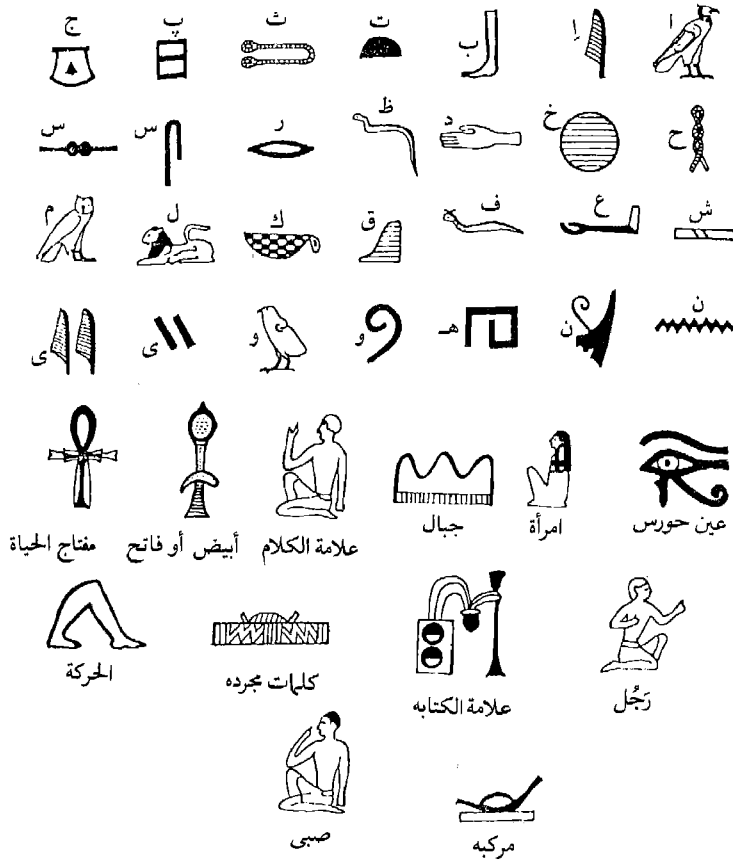 ا إ ب ت ث پ ج
ح خ د ظ ر س س
ش ع ف ق ك ل م
ن ن هـ و و ى ى
عين حورس امرأة جبال علامة الكلام أبيض أو فاتح مفتاح الحياة
رَجُل علامة الكتابه كلمات مجرده الحركة
مركبه صبى